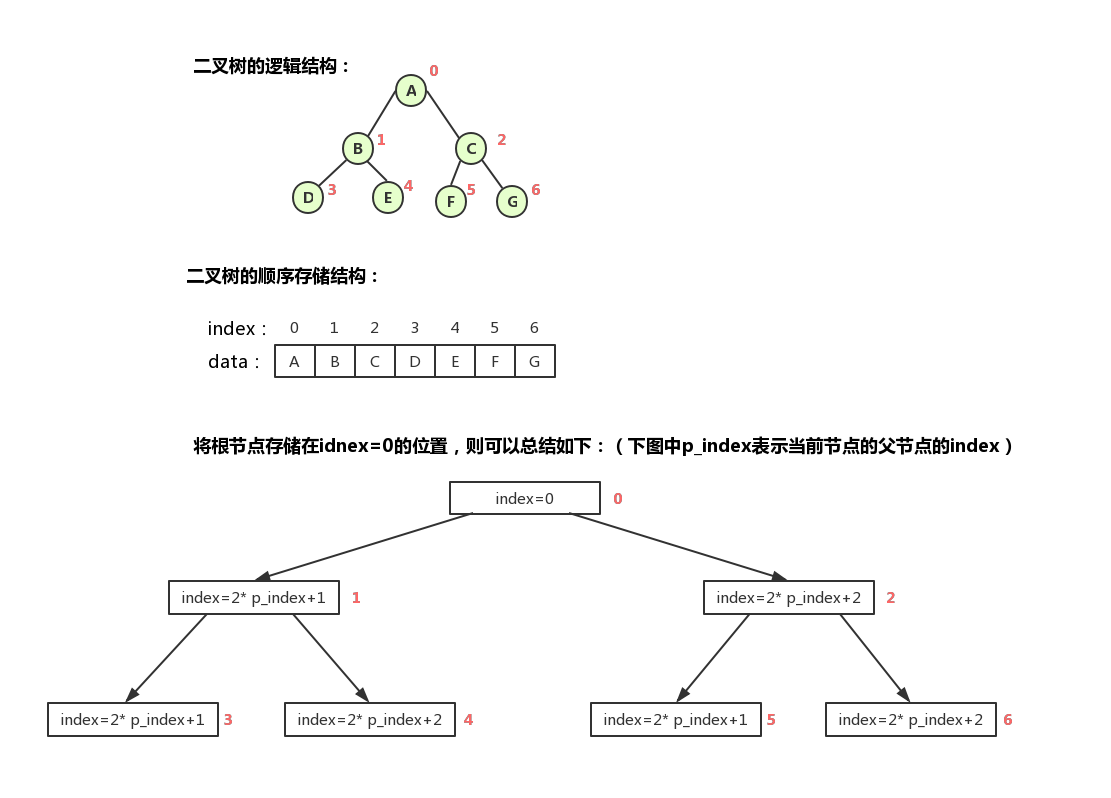 二叉树的逻辑结构：
0
A
B 1 C 2
D 3 E 4 F 5 G 6
二叉树的顺序存储结构：
index： 0 1 2 3 4 5 6
data： A B C D E F G
将根节点存储在idnex=0的位置，则可以总结如下：（下图中p_index表示当前节点的父节点的index）
index=0 0
index=2* p_index+1 1 index=2* p_index+2 2
index=2* p_index+1 3 index=2* p_index+2 4 index=2* p_index+1 5 index=2* p_index+2 6